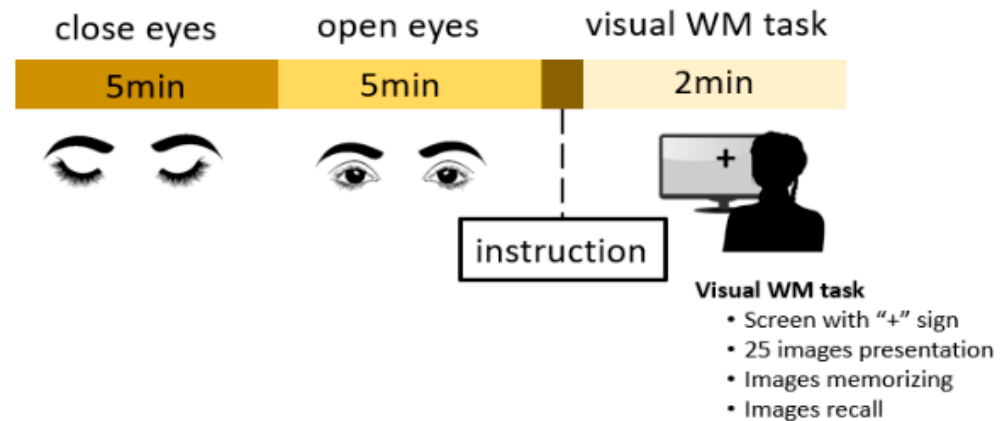 close eyes open eyes visual WM task
5min 5min 2min
+
instruction
Visual WM task
• Screen with “+” sign
• 25 images presentation
• Images memorizing
• Images recall